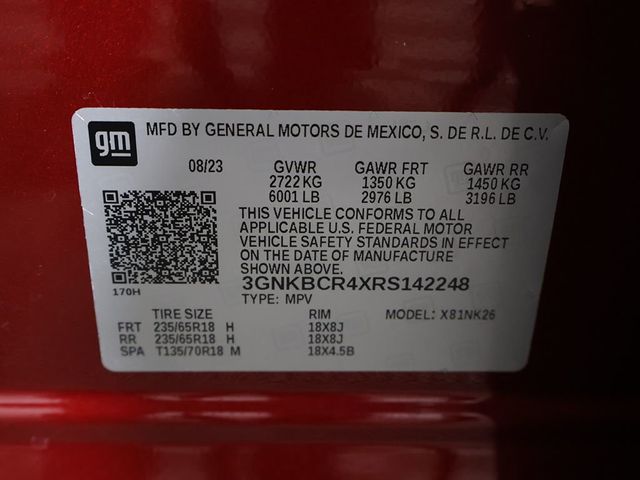 gm
MFD BY GENERAL MOTORS DE MEXICO, S. DE R.L. DE C.V.
08/23 GVWR GAWR FRT GAWR RR
2722 KG 1350 KG 1450 KG
6001 LB 2976 LB 3196 LB
THIS VEHICLE CONFORMS TO ALL
APPLICABLE U.S. FEDERAL MOTOR
VEHICLE SAFETY STANDARDS IN EFFECT
ON THE DATE OF MANUFACTURE
SHOWN ABOVE.
3GNKBCR4XRS142248
170H
TYPE: MPV
TIRE SIZE RIM MODEL: X81NK26
FRT 235/65R18 H 18X8J
RR 235/65R18 H 18X8J
SPA T135/70R18 M 18X4.5B